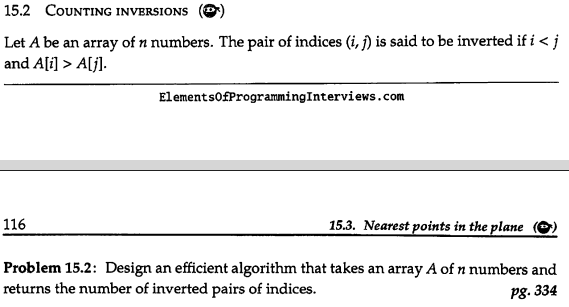 15.2 COUNTING INVERSIONS ()
Let A be an array of n numbers. The pair of indices (i, j) is said to be inverted if i < j
and A[i] > A[j].
ElementsOfProgrammingInterviews.com
116 15.3. Nearest points in the plane ()
Problem 15.2: Design an efficient algorithm that takes an array A of n numbers and
returns the number of inverted pairs of indices. pg. 334